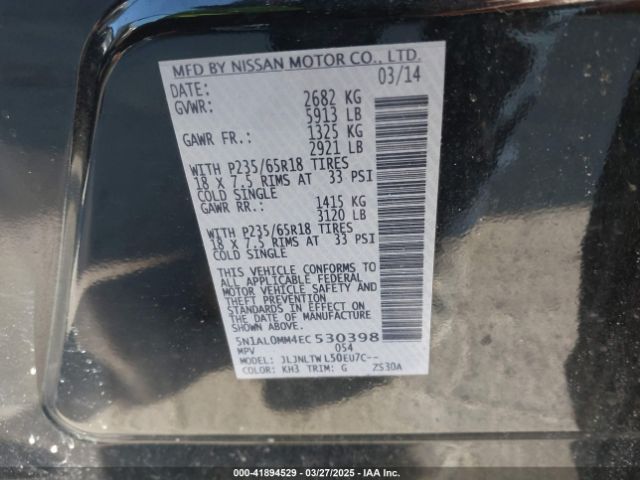 MFD BY NISSAN MOTOR CO., LTD.
DATE: 03/14
GVWR: 2682 KG
5913 LB
GAWR FR.: 1325 KG
2921 LB
WITH P235/65R18 TIRES
18 X 7.5 RIMS AT 33 PSI
COLD SINGLE
GAWR RR.: 1415 KG
3120 LB
WITH P235/65R18 TIRES
18 X 7.5 RIMS AT 33 PSI
COLD SINGLE
THIS VEHICLE CONFORMS TO
ALL APPLICABLE FEDERAL
MOTOR VEHICLE SAFETY AND
THEFT PREVENTION
STANDARDS IN EFFECT ON
THE DATE OF MANUFACTURE
SHOWN ABOVE.
5N1AL0MM4EC530398
MPV 054
MODEL: JLJNLTWL50EU7C--
COLOR: KH3 TRIM: G ZS30A
000-41894529 | 03/27/2025 | IAA Inc.